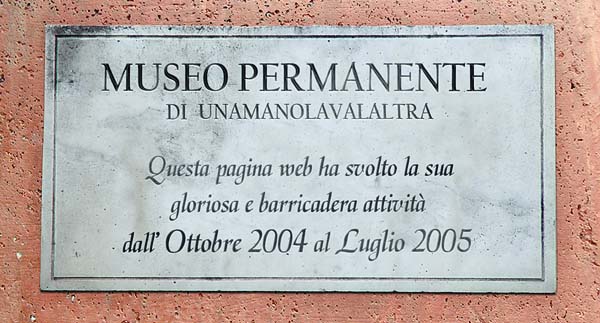 MUSEO PERMANENTE
DI UNAMANOLAVALALTRA
Questa pagina web ha svolto la sua
gloriosa e barricadera attività
dall' Ottobre 2004 al Luglio 2005